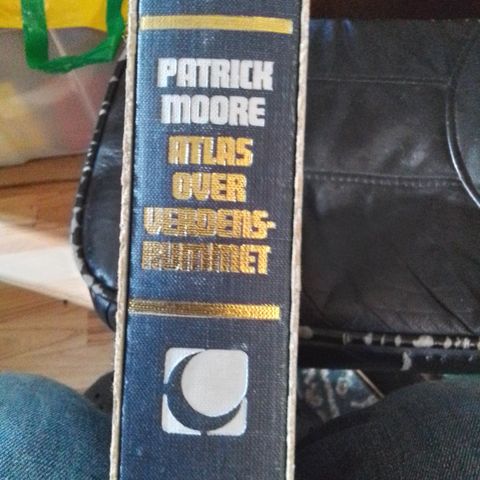 PATRICK
MOORE
ATLAS
OVER
VERDENS-
RUMMET